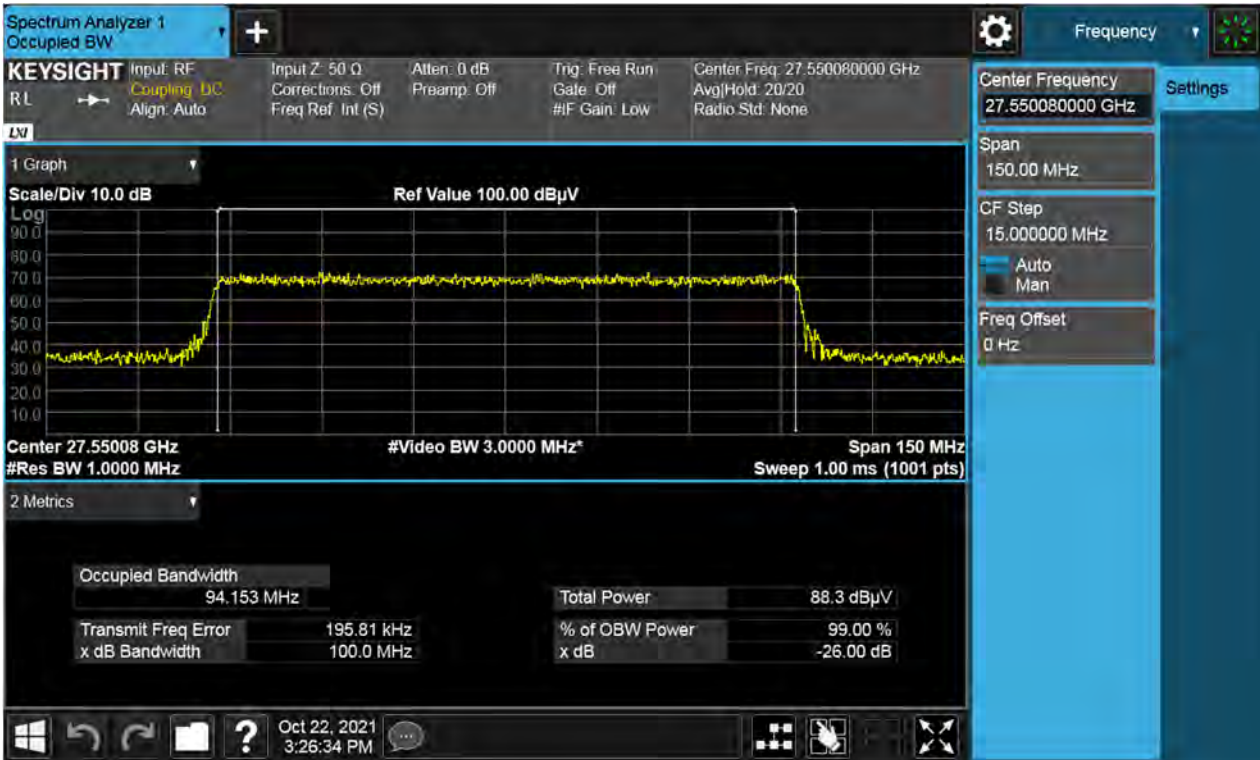 Spectrum Analyzer 1
Occupied BW
+
Frequency
KEYSIGHT
RL
LXI
Input: RF
Coupling: DC
Align: Auto
Input Z: 50 Ω
Corrections: Off
Freq Ref: Int (S)
Atten: 0 dB
Preamp: Off
Trig: Free Run
Gate: Off
#IF Gain: Low
Center Freq: 27.550080000 GHz
Avg|Hold: 20/20
Radio Std: None
Center Frequency
27.550080000 GHz
Settings
Span
150.00 MHz
CF Step
15.000000 MHz
Auto
Man
Freq Offset
0 Hz
1 Graph
Scale/Div 10.0 dB
Ref Value 100.00 dBµV
Log
90.0
80.0
70.0
60.0
50.0
40.0
30.0
20.0
10.0
Center 27.55008 GHz
#Video BW 3.0000 MHz*
Span 150 MHz
#Res BW 1.0000 MHz
Sweep 1.00 ms (1001 pts)
2 Metrics
Occupied Bandwidth
94.153 MHz
Total Power 88.3 dBµV
Transmit Freq Error 195.81 kHz
% of OBW Power 99.00 %
x dB Bandwidth 100.0 MHz
x dB -26.00 dB
?
Oct 22, 2021
3:26:34 PM